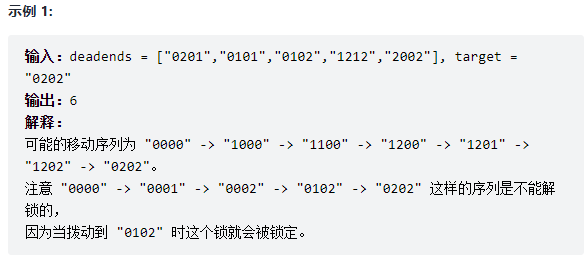 示例 1:
输入：deadends = ["0201","0101","0102","1212","2002"], target =
"0202"
输出：6
解释：
可能的移动序列为 "0000" -> "1000" -> "1100" -> "1200" -> "1201" ->
"1202" -> "0202"。
注意 "0000" -> "0001" -> "0002" -> "0102" -> "0202" 这样的序列是不能解
锁的，
因为当拨动到 "0102" 时这个锁就会被锁定。